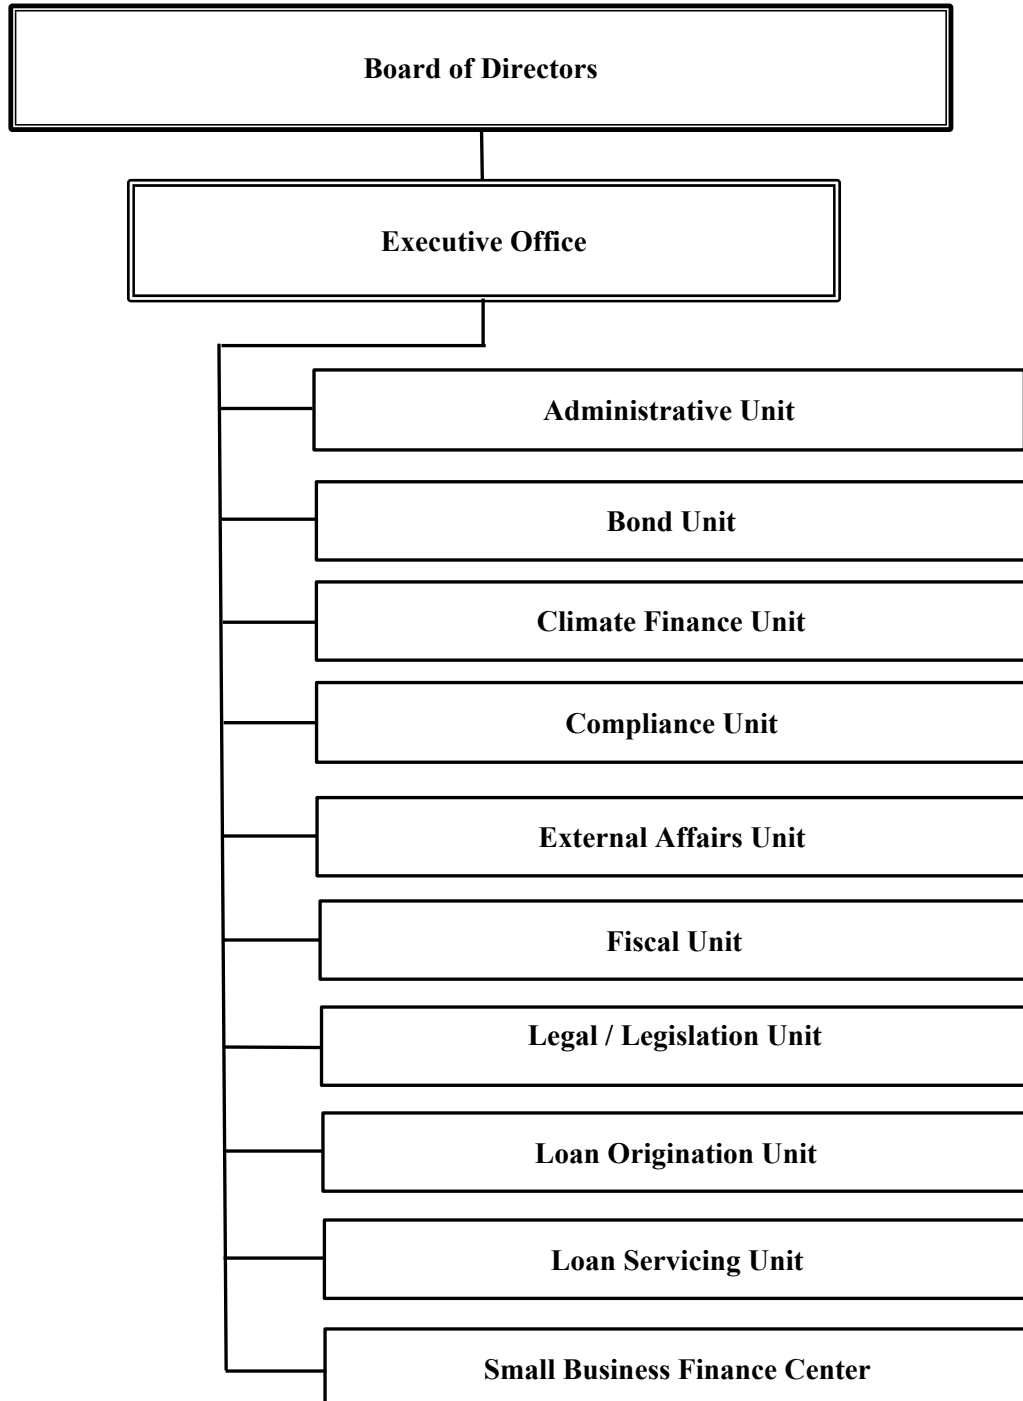 Board of Directors
Executive Office
Administrative Unit
Bond Unit
Climate Finance Unit
Compliance Unit
External Affairs Unit
Fiscal Unit
Legal / Legislation Unit
Loan Origination Unit
Loan Servicing Unit
Small Business Finance Center